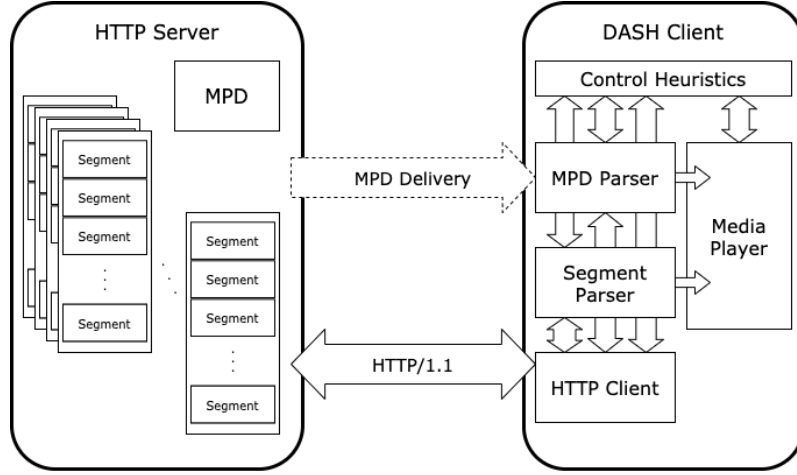 HTTP Server
MPD
Segment
Segment
Segment
Segment
Segment
Segment
Segment
Segment
MPD Delivery
HTTP/1.1
DASH Client
Control Heuristics
MPD Parser
Media
Player
Segment
Parser
HTTP Client